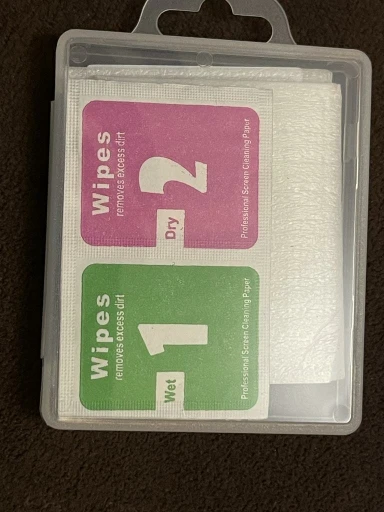 Wipes
removes excess dirt
Wet
1
Professional Screen Cleaning Paper
Wipes
removes excess dirt
Dry
2
Professional Screen Cleaning Paper